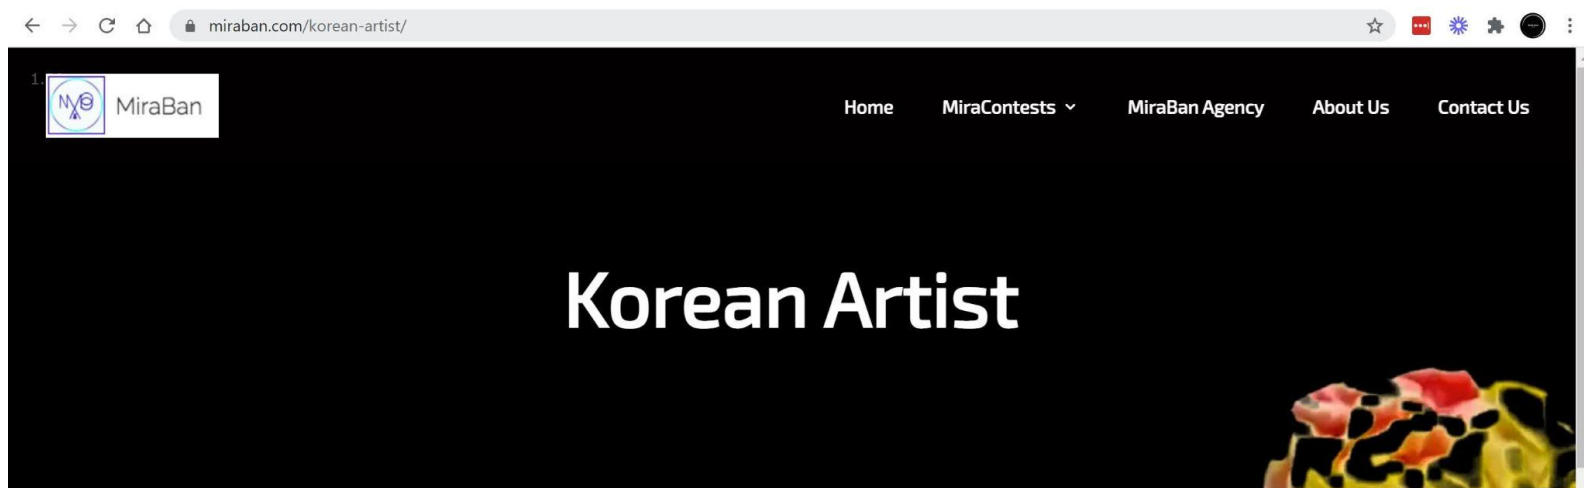 miraban.com/korean-artist/
1.
MiraBan
Home MiraContests MiraBan Agency About Us Contact Us
Korean Artist